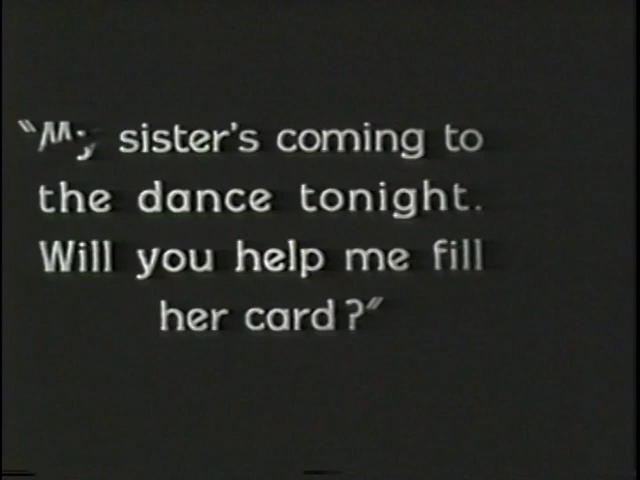 "My sister's coming to
the dance tonight.
Will you help me fill
her card?"